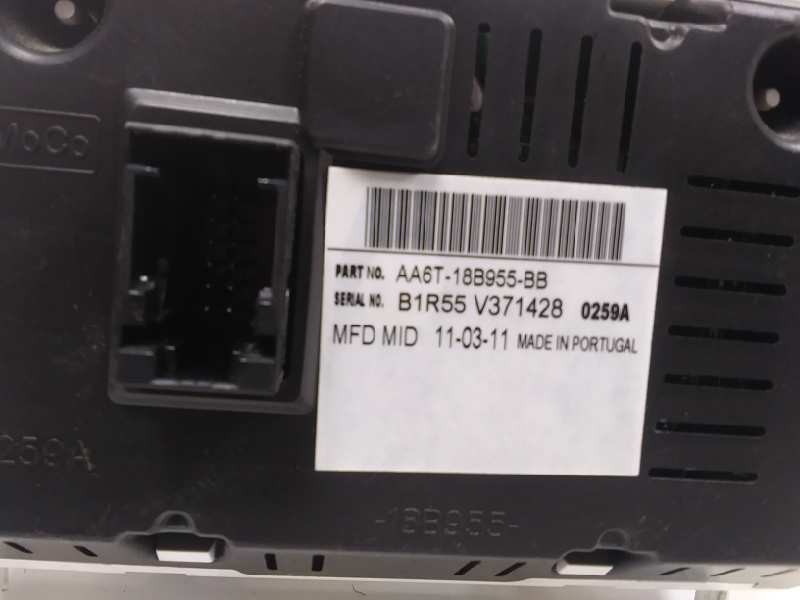 MoCo
PART NO. AA6T-18B955-BB
SERIAL NO. B1R55 V371428 0259A
MFD MID 11-03-11 MADE IN PORTUGAL
259A
-18B955-